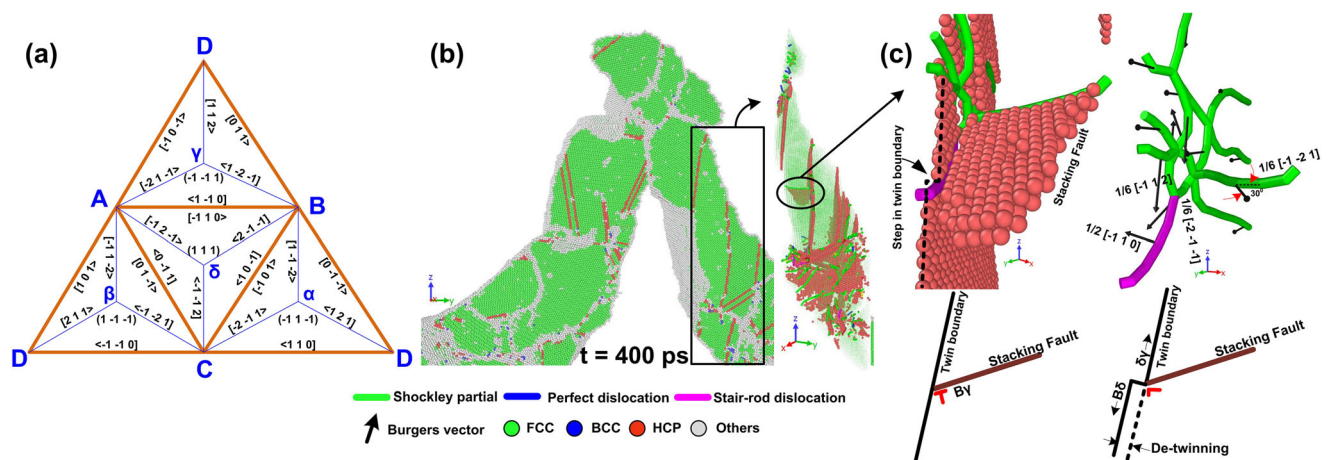 (a)
D
[-1 0 -1>
[1 1 2>
[0 1 1>
γ
[-2 1 -1>
(-1 -1 1)
<1 -2 -1]
A
<1 -1 0]
B
[-1 1 0>
[-1 2 -1>
<2 -1 -1]
(1 1 1)
δ
[1 0 1>
[-1 1 -2>
<0 -1 1]
[0 1 -1>
<-1 -1 2]
<1 0 -1]
[-1 0 1>
[1 -1 -2>
[0 -1 -1>
β
α
[2 1 1>
(1 -1 -1)
<-1 -2 1]
[-2 -1 1]
(-1 1 -1)
<1 2 1]
D
<-1 -1 0]
C
<1 1 0]
D
(b)
z
x
y
t = 400 ps
z
x
y
Shockley partial
Perfect dislocation
Stair-rod dislocation
Burgers vector
FCC
BCC
HCP
Others
(c)
Step in twin boundary
Stacking Fault
z
y
x
1/6 [-1 -2 1]
30⁰
1/6 [-1 1 2]
1/6 [-2 -1 -1]
1/2 [-1 1 0]
z
y
x
Twin boundary
Stacking Fault
Bγ
Twin boundary
δγ
Stacking Fault
Bδ
De-twinning